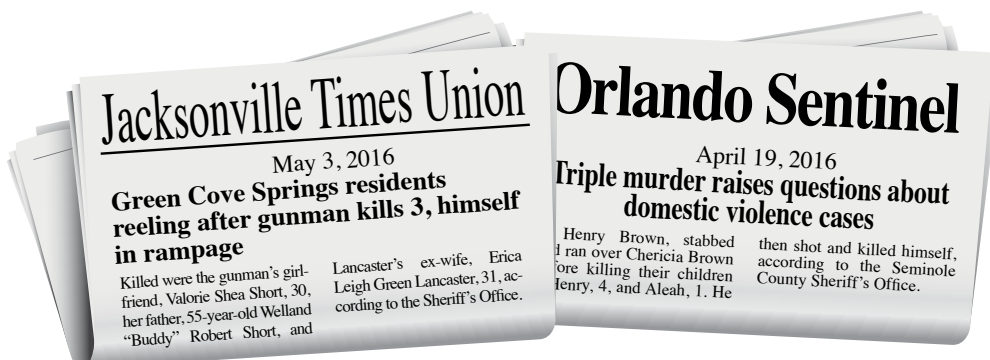 Jacksonville Times Union
May 3, 2016
Green Cove Springs residents
reeling after gunman kills 3, himself
in rampage
Killed were the gunman's girl-
friend, Valorie Shea Short, 30,
her father, 55-year-old Welland
"Buddy" Robert Short, and
Lancaster's ex-wife, Erica
Leigh Green Lancaster, 31, ac-
cording to the Sheriff's Office.
Orlando Sentinel
April 19, 2016
Triple murder raises questions about
domestic violence cases
Henry Brown, stabbed
ran over Chericia Brown
killing their children
Henry, 4, and Aleah, 1. He
then shot and killed himself,
according to the Seminole
County Sheriff's Office.